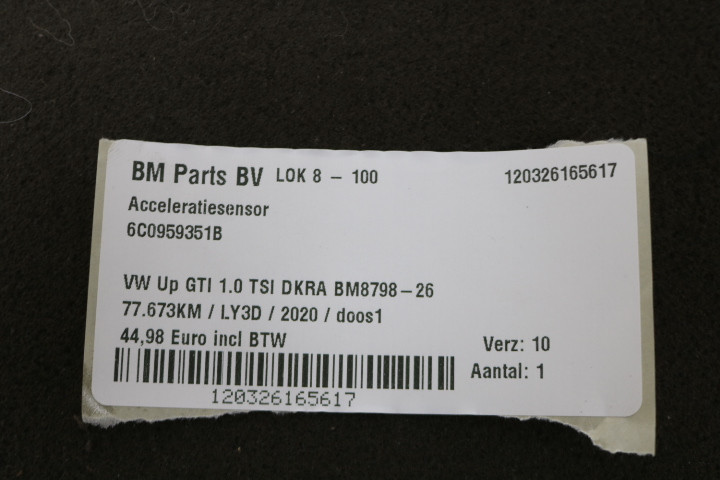 BM Parts BV LOK 8 - 100 120326165617
Acceleratiesensor
6C0959351B
VW Up GTI 1.0 TSI DKRA BM8798-26
77.673KM / LY3D / 2020 / doos1
44,98 Euro incl BTW Verz: 10
Aantal: 1
120326165617